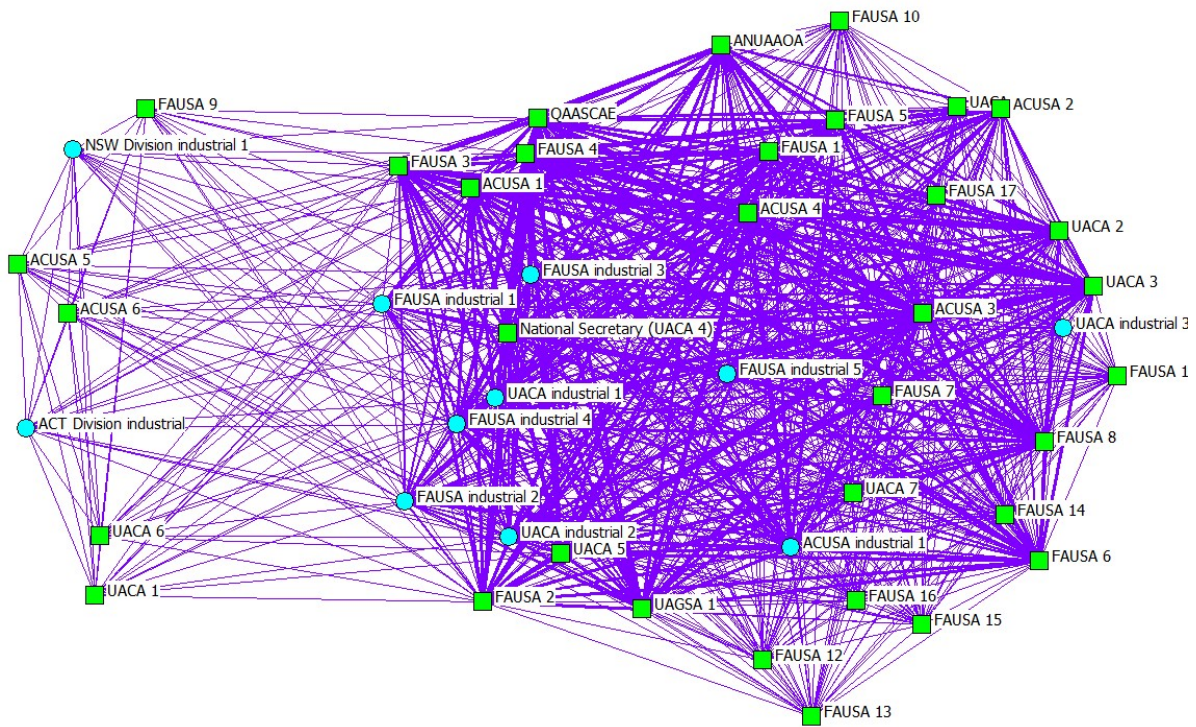 FAUSA 10
ANUAAOA
FAUSA 9
UACA
ACUSA 2
QAASCAE
FAUSA 5
NSW Division industrial 1
FAUSA 4
FAUSA 1
FAUSA 3
ACUSA 1
FAUSA 17
ACUSA 4
UACA 2
ACUSA 5
FAUSA industrial 3
UACA 3
FAUSA industrial 1
ACUSA 6
ACUSA 3
UACA industrial 3
National Secretary (UACA 4)
FAUSA industrial 5
FAUSA 1
UACA industrial 1
FAUSA 7
FAUSA industrial 4
ACT Division industrial
FAUSA 8
UACA 7
FAUSA industrial 2
FAUSA 14
UACA 6
UACA industrial 2
ACUSA industrial 1
UACA 5
FAUSA 6
UACA 1
FAUSA 2
UAGSA 1
FAUSA 16
FAUSA 15
FAUSA 12
FAUSA 13